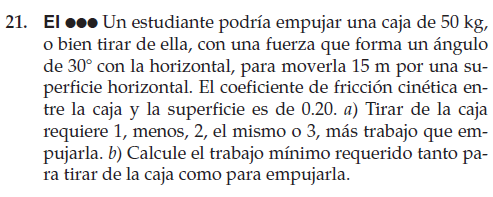 21. El ●●● Un estudiante podría empujar una caja de 50 kg,
o bien tirar de ella, con una fuerza que forma un ángulo
de 30° con la horizontal, para moverla 15 m por una su-
perficie horizontal. El coeficiente de fricción cinética en-
tre la caja y la superficie es de 0.20. a) Tirar de la caja
requiere 1, menos, 2, el mismo o 3, más trabajo que em-
pujarla. b) Calcule el trabajo mínimo requerido tanto pa-
ra tirar de la caja como para empujarla.